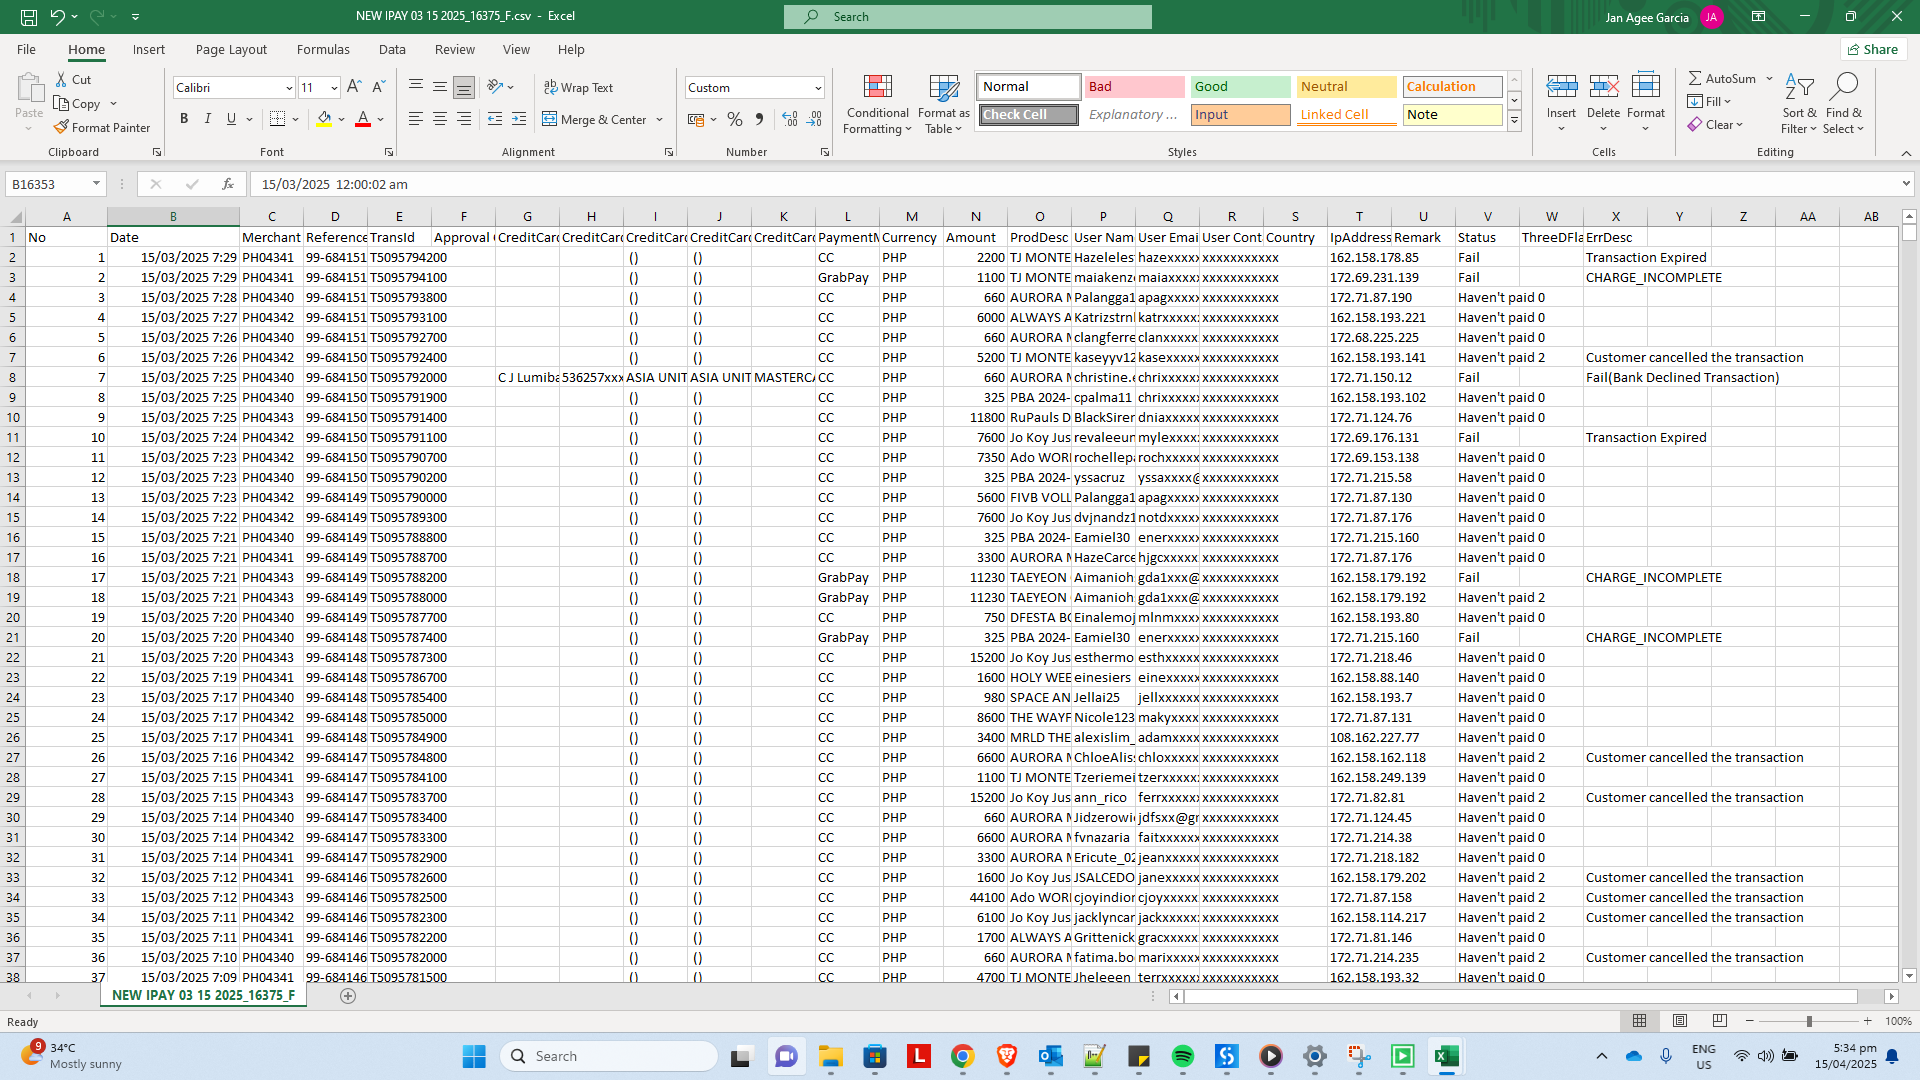 NEW IPAY 03 15 2025_16375_F.csv - Excel
Search
Jan Agee Garcia JA
File Home Insert Page Layout Formulas Data Review View Help Share
Paste Cut Copy Format Painter Clipboard
Calibri 11 B I U Font
Wrap Text Merge & Center Alignment
Custom Number
Conditional Formatting Format as Table
Normal Bad Good Neutral Calculation
Check Cell Explanatory ... Input Linked Cell Note
Styles
Insert Delete Format Cells
AutoSum Fill Clear Sort & Filter Find & Select Editing
B16353 fx 15/03/2025 12:00:02 am
A B C D E F G H I J K L M N O P Q R S T U V W X Y Z AA AB
1 No Date Merchant Reference TransId Approval CreditCard CreditCard CreditCard CreditCard CreditCard PaymentM Currency Amount ProdDesc User Nam User Emai User Cont Country IpAddress Remark Status ThreeDFla ErrDesc
2 1 15/03/2025 7:29 PH04341 99-684151 T5095794200 () () CC PHP 2200 TJ MONTE Hazeleles hazexxxxx xxxxxxxxxxx 162.158.178.85 Fail Transaction Expired
3 2 15/03/2025 7:29 PH04341 99-684151 T5095794100 () () GrabPay PHP 1100 TJ MONTE maiakenz maiaxxxxx xxxxxxxxxxx 172.69.231.139 Fail CHARGE_INCOMPLETE
4 3 15/03/2025 7:28 PH04340 99-684151 T5095793800 () () CC PHP 660 AURORA M Palangga1 apagxxxxx xxxxxxxxxxx 172.71.87.190 Haven't paid 0
5 4 15/03/2025 7:27 PH04342 99-684151 T5095793100 () () CC PHP 6000 ALWAYS A Katrizstrn katrxxxxx xxxxxxxxxxx 162.158.193.221 Haven't paid 0
6 5 15/03/2025 7:26 PH04340 99-684151 T5095792700 () () CC PHP 660 AURORA M clangferre clanxxxxx xxxxxxxxxxx 172.68.225.225 Haven't paid 0
7 6 15/03/2025 7:26 PH04342 99-684150 T5095792400 () () CC PHP 5200 TJ MONTE kaseyyv12 kasexxxxx xxxxxxxxxxx 162.158.193.141 Haven't paid 2 Customer cancelled the transaction
8 7 15/03/2025 7:25 PH04340 99-684150 T5095792000 C J Lumiba 536257xxx ASIA UNIT ASIA UNIT MASTERCA CC PHP 660 AURORA M christine.c chrixxxxx xxxxxxxxxxx 172.71.150.12 Fail Fail(Bank Declined Transaction)
9 8 15/03/2025 7:25 PH04340 99-684150 T5095791900 () () CC PHP 325 PBA 2024- cpalma11 chrixxxxx xxxxxxxxxxx 162.158.193.102 Haven't paid 0
10 9 15/03/2025 7:25 PH04343 99-684150 T5095791400 () () CC PHP 11800 RuPauls D BlackSiren dniaxxxxx xxxxxxxxxxx 172.71.124.76 Haven't paid 0
11 10 15/03/2025 7:24 PH04342 99-684150 T5095791100 () () CC PHP 7600 Jo Koy Jus revaleeun mylexxxxx xxxxxxxxxxx 172.69.176.131 Fail Transaction Expired
12 11 15/03/2025 7:23 PH04342 99-684150 T5095790700 () () CC PHP 7350 Ado WORI rochellepa rochxxxxx xxxxxxxxxxx 172.69.153.138 Haven't paid 0
13 12 15/03/2025 7:23 PH04340 99-684150 T5095790200 () () CC PHP 325 PBA 2024- yssacruz yssaxxxx@ xxxxxxxxxxx 172.71.215.58 Haven't paid 0
14 13 15/03/2025 7:23 PH04342 99-684149 T5095790000 () () CC PHP 5600 FIVB VOLL Palangga1 apagxxxxx xxxxxxxxxxx 172.71.87.130 Haven't paid 0
15 14 15/03/2025 7:22 PH04342 99-684149 T5095789300 () () CC PHP 7600 Jo Koy Jus dvjnandz1 notdxxxxx xxxxxxxxxxx 172.71.87.176 Haven't paid 0
16 15 15/03/2025 7:21 PH04340 99-684149 T5095788800 () () CC PHP 325 PBA 2024- Eamiel30 enerxxxxx xxxxxxxxxxx 172.71.215.160 Haven't paid 0
17 16 15/03/2025 7:21 PH04341 99-684149 T5095788700 () () CC PHP 3300 AURORA M HazeCarce hjgcxxxxx xxxxxxxxxxx 172.71.87.176 Haven't paid 0
18 17 15/03/2025 7:21 PH04343 99-684149 T5095788200 () () GrabPay PHP 11230 TAEYEON Aimanioh gda1xxx@ xxxxxxxxxxx 162.158.179.192 Fail CHARGE_INCOMPLETE
19 18 15/03/2025 7:21 PH04343 99-684149 T5095788000 () () GrabPay PHP 11230 TAEYEON Aimanioh gda1xxx@ xxxxxxxxxxx 162.158.179.192 Haven't paid 2
20 19 15/03/2025 7:20 PH04340 99-684149 T5095787700 () () CC PHP 750 DFESTA BO Einalemoj mlnmxxxx xxxxxxxxxxx 162.158.193.80 Haven't paid 0
21 20 15/03/2025 7:20 PH04340 99-684148 T5095787400 () () GrabPay PHP 325 PBA 2024- Eamiel30 enerxxxxx xxxxxxxxxxx 172.71.215.160 Fail CHARGE_INCOMPLETE
22 21 15/03/2025 7:20 PH04343 99-684148 T5095787300 () () CC PHP 15200 Jo Koy Jus esthermo esthxxxxx xxxxxxxxxxx 172.71.218.46 Haven't paid 0
23 22 15/03/2025 7:19 PH04341 99-684148 T5095786700 () () CC PHP 1600 HOLY WEE einesiers einexxxxx xxxxxxxxxxx 162.158.88.140 Haven't paid 0
24 23 15/03/2025 7:17 PH04340 99-684148 T5095785400 () () CC PHP 980 SPACE AN Jellai25 jellxxxxx xxxxxxxxxxx 162.158.193.7 Haven't paid 0
25 24 15/03/2025 7:17 PH04342 99-684148 T5095785000 () () CC PHP 8600 THE WAYF Nicole123 makyxxxx xxxxxxxxxxx 172.71.87.131 Haven't paid 0
26 25 15/03/2025 7:17 PH04341 99-684148 T5095784900 () () CC PHP 3400 MRLD THE alexislim_ adamxxxx xxxxxxxxxxx 108.162.227.77 Haven't paid 0
27 26 15/03/2025 7:16 PH04342 99-684147 T5095784800 () () CC PHP 6600 AURORA M ChloeAlis chloxxxxx xxxxxxxxxxx 162.158.162.118 Haven't paid 2 Customer cancelled the transaction
28 27 15/03/2025 7:15 PH04341 99-684147 T5095784100 () () CC PHP 1100 TJ MONTE Tzeriemei tzerxxxxx xxxxxxxxxxx 162.158.249.139 Haven't paid 0
29 28 15/03/2025 7:15 PH04343 99-684147 T5095783700 () () CC PHP 15200 Jo Koy Jus ann_rico ferrxxxxx xxxxxxxxxxx 172.71.82.81 Haven't paid 2 Customer cancelled the transaction
30 29 15/03/2025 7:14 PH04340 99-684147 T5095783400 () () CC PHP 660 AURORA M Jidzerowi jdfsxx@gr xxxxxxxxxxx 172.71.124.45 Haven't paid 0
31 30 15/03/2025 7:14 PH04342 99-684147 T5095783300 () () CC PHP 6600 AURORA M fvnazaria faitxxxxx xxxxxxxxxxx 172.71.214.38 Haven't paid 0
32 31 15/03/2025 7:14 PH04341 99-684147 T5095782900 () () CC PHP 3300 AURORA M Ericute_02 jeanxxxxx xxxxxxxxxxx 172.71.218.182 Haven't paid 0
33 32 15/03/2025 7:12 PH04341 99-684146 T5095782600 () () CC PHP 1600 Jo Koy Jus JSALCEDO janexxxxx xxxxxxxxxxx 162.158.179.202 Haven't paid 2 Customer cancelled the transaction
34 33 15/03/2025 7:12 PH04343 99-684146 T5095782500 () () CC PHP 44100 Ado WORI cjoyindior cjoyxxxxx xxxxxxxxxxx 172.71.87.158 Haven't paid 2 Customer cancelled the transaction
35 34 15/03/2025 7:11 PH04342 99-684146 T5095782300 () () CC PHP 6100 Jo Koy Jus jacklyncar jackxxxxx xxxxxxxxxxx 162.158.114.217 Haven't paid 2 Customer cancelled the transaction
36 35 15/03/2025 7:11 PH04341 99-684146 T5095782200 () () CC PHP 1700 ALWAYS A Grittenick gracxxxxx xxxxxxxxxxx 172.71.81.146 Haven't paid 0
37 36 15/03/2025 7:10 PH04340 99-684146 T5095782000 () () CC PHP 660 AURORA M fatima.bo marixxxxx xxxxxxxxxxx 172.71.214.235 Haven't paid 2 Customer cancelled the transaction
38 37 15/03/2025 7:09 PH04341 99-684146 T5095781500 () () CC PHP 4700 TJ MONTE Jheleeen terrxxxxx xxxxxxxxxxx 162.158.193.32 Haven't paid 0
NEW IPAY 03 15 2025_16375_F
Ready 100%
9 34°C Mostly sunny
Search
ENG US 5:34 pm 15/04/2025